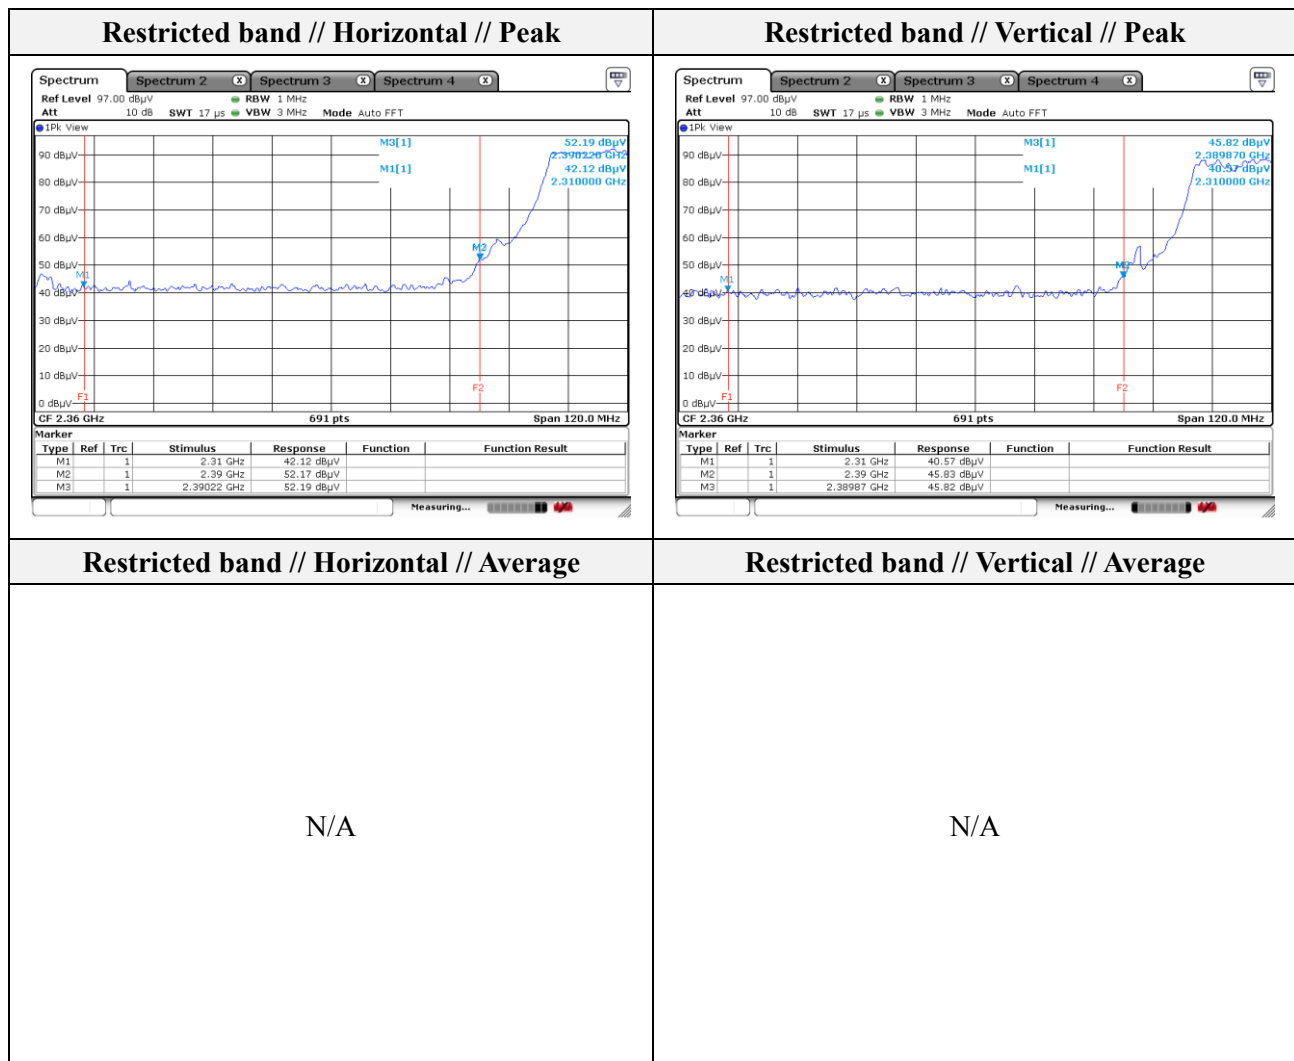 Restricted band // Horizontal // Peak
Spectrum Spectrum 2 X Spectrum 3 X Spectrum 4 X
Ref Level 97.00 dBµV RBW 1 MHz
Att 10 dB SWT 17 µs VBW 3 MHz Mode Auto FFT
1Pk View
M3[1] 52.19 dBµV
90 dBµV 2.390220 GHz
M1[1] 42.12 dBµV
80 dBµV 2.310000 GHz
70 dBµV
60 dBµV
M2
50 dBµV
M1
40 dBµV
30 dBµV
20 dBµV
10 dBµV
F2
F1
0 dBµV
CF 2.36 GHz 691 pts Span 120.0 MHz
Marker
Type Ref Trc Stimulus Response Function Function Result
M1 1 2.31 GHz 42.12 dBµV
M2 1 2.39 GHz 52.17 dBµV
M3 1 2.39022 GHz 52.19 dBµV
Measuring...
Restricted band // Vertical // Peak
Spectrum Spectrum 2 X Spectrum 3 X Spectrum 4 X
Ref Level 97.00 dBµV RBW 1 MHz
Att 10 dB SWT 17 µs VBW 3 MHz Mode Auto FFT
1Pk View
M3[1] 45.82 dBµV
90 dBµV 2.389870 GHz
M1[1] 40.57 dBµV
80 dBµV 2.310000 GHz
70 dBµV
60 dBµV
50 dBµV
M1
40 dBµV
30 dBµV
20 dBµV
10 dBµV
F2
F1
0 dBµV
CF 2.36 GHz 691 pts Span 120.0 MHz
Marker
Type Ref Trc Stimulus Response Function Function Result
M1 1 2.31 GHz 40.57 dBµV
M2 1 2.39 GHz 45.83 dBµV
M3 1 2.38987 GHz 45.82 dBµV
Measuring...
Restricted band // Horizontal // Average
N/A
Restricted band // Vertical // Average
N/A